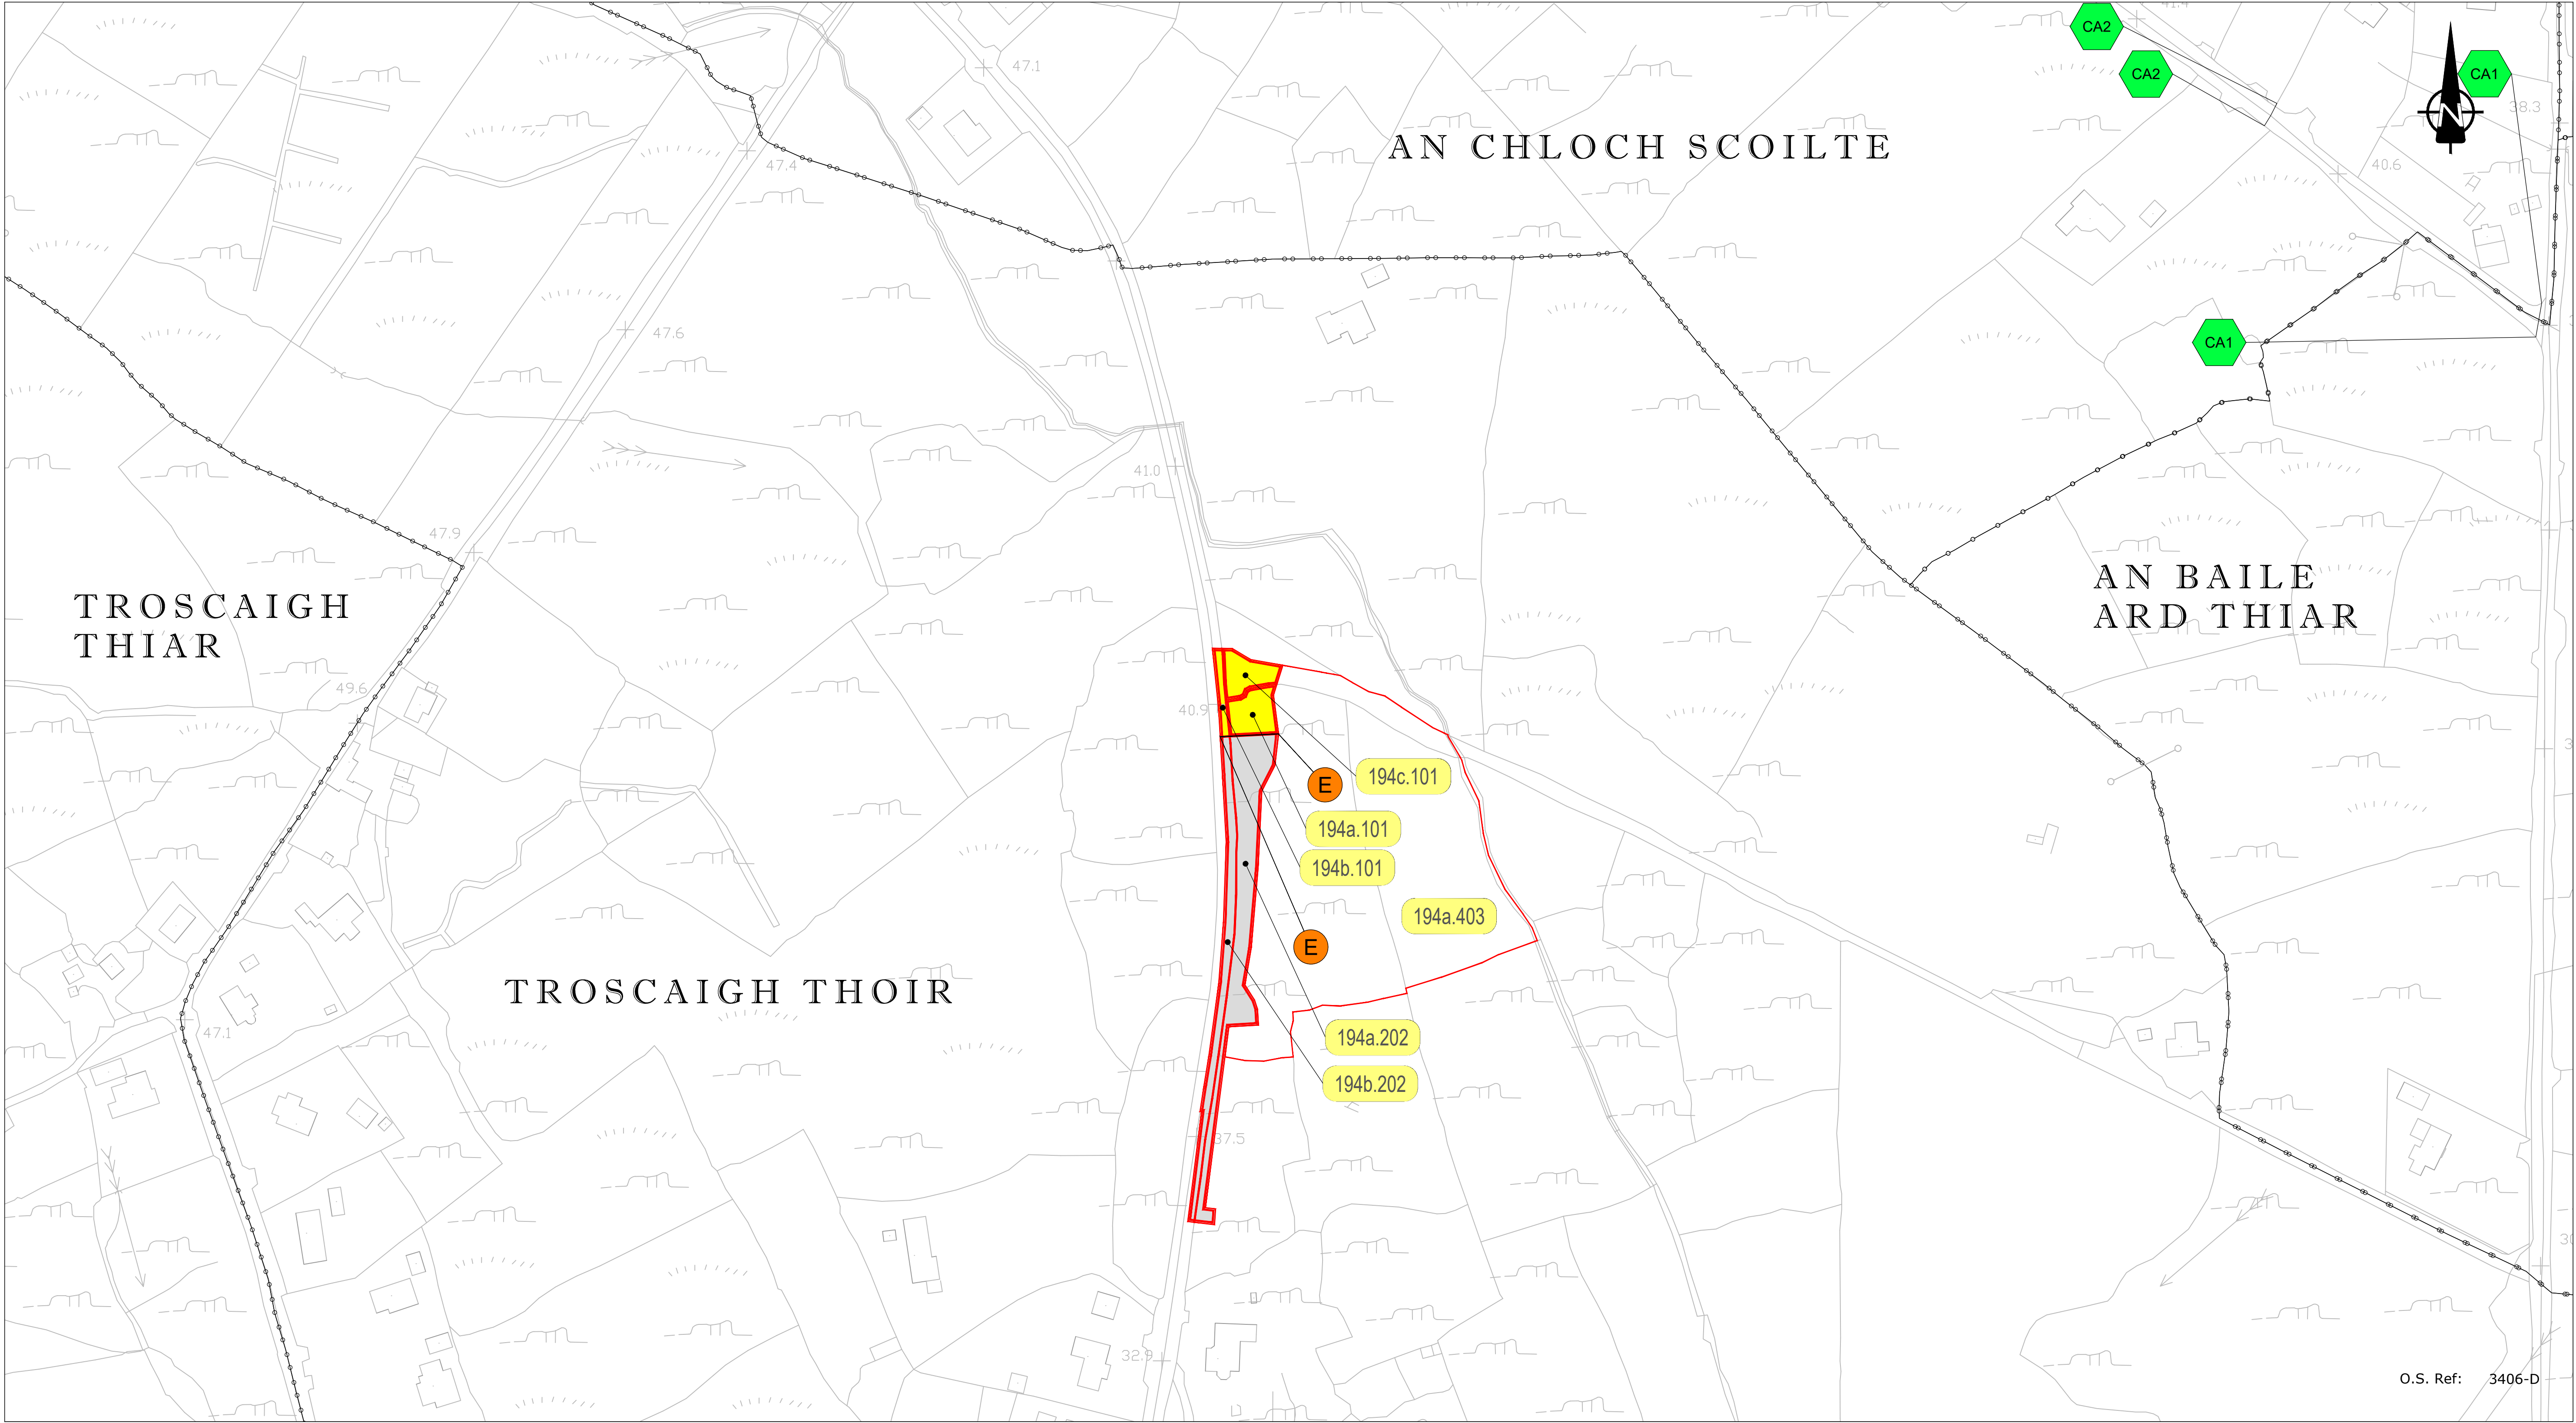 CA2
41.4
CA2
N
CA1
38.3
47.1
AN CHLOCH SCOILTE
47.4
40.6
47.6
CA1
41.0
47.9
TROSCAIGH
THIAR
AN BAILE
ARD THIAR
49.6
40.9
194c.101
E
194a.101
194b.101
194a.403
E
TROSCAIGH THOIR
47.1
194a.202
194b.202
37.5
32.9
O.S. Ref: 3406-D